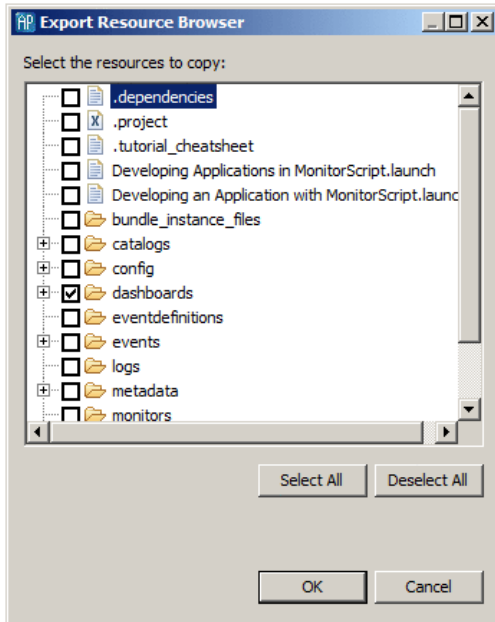 AP Export Resource Browser
Select the resources to copy:
.dependencies
X .project
.tutorial_cheatsheet
Developing Applications in MonitorScript.launch
Developing an Application with MonitorScript.launc
bundle_instance_files
catalogs
config
dashboards
eventdefinitions
events
logs
metadata
monitors
Select All Deselect All
OK Cancel